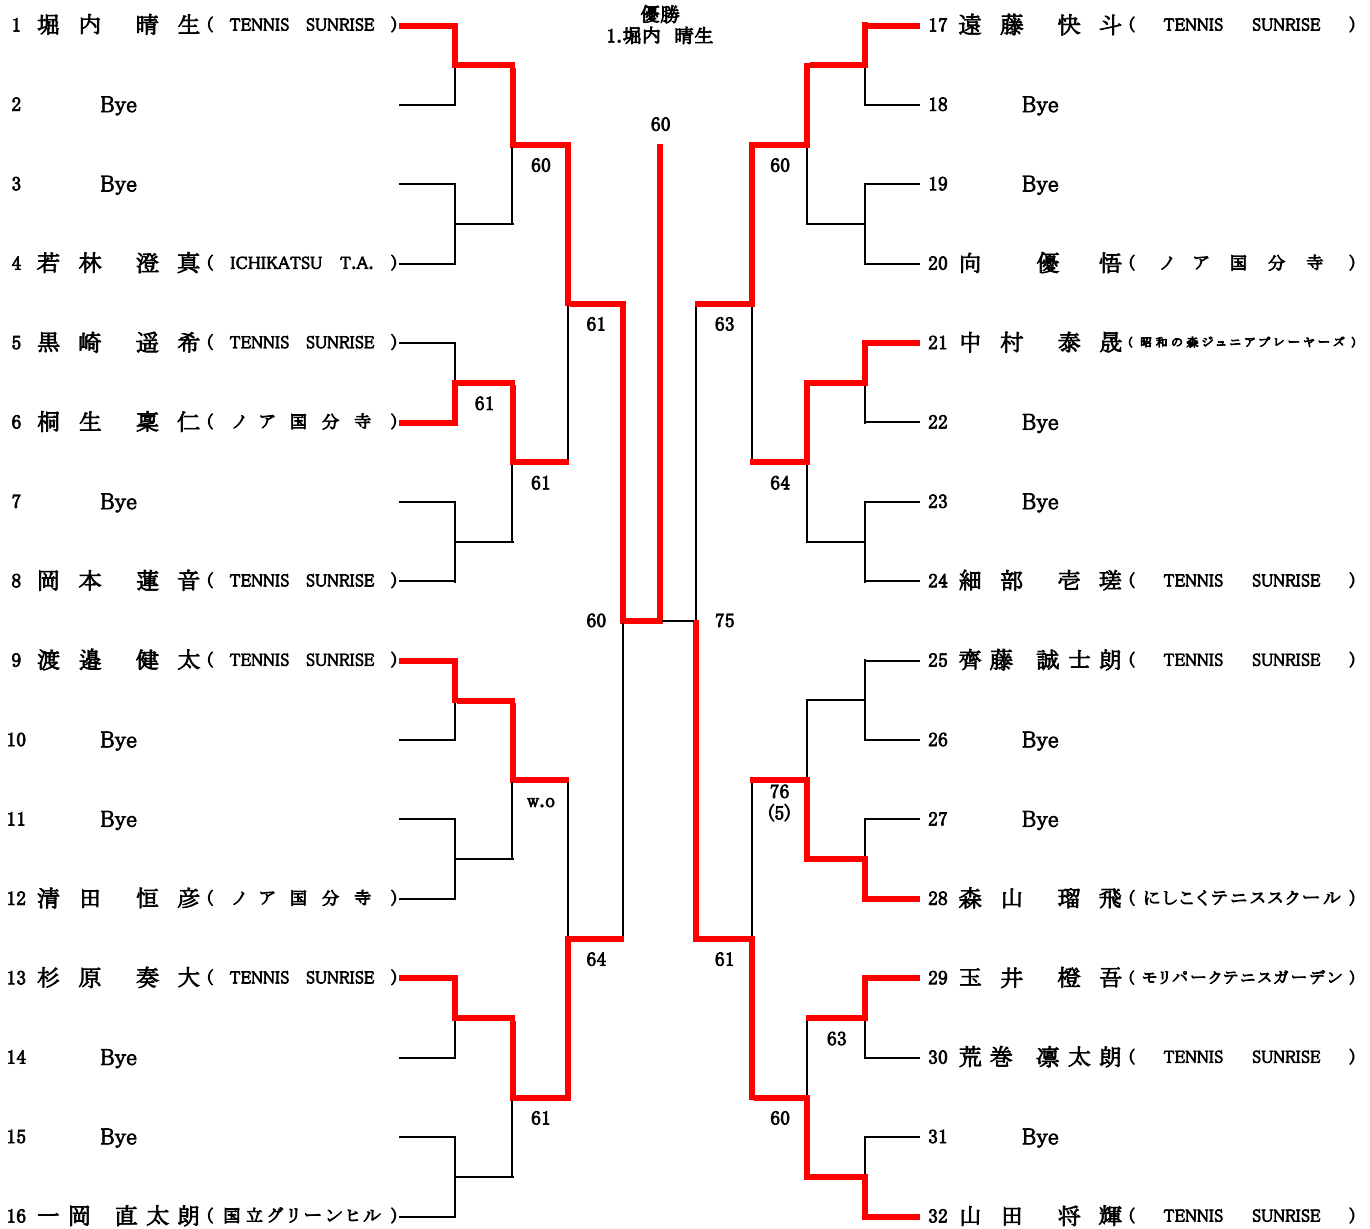 優勝
1.堀内 晴生
1 堀内 晴生 ( TENNIS SUNRISE )
2 Bye
3 Bye
4 若林 澄真 ( ICHIKATSU T.A. )
5 黒崎 遥希 ( TENNIS SUNRISE )
6 桐生 稟仁 ( ノア国分寺 )
7 Bye
8 岡本 蓮音 ( TENNIS SUNRISE )
9 渡邉 健太 ( TENNIS SUNRISE )
10 Bye
11 Bye
12 清田 恒彦 ( ノア国分寺 )
13 杉原 奏大 ( TENNIS SUNRISE )
14 Bye
15 Bye
16 一岡 直太朗 ( 国立グリーンヒル )
60
61
61
61
w.o
61
64
60
60
17 遠藤 快斗 ( TENNIS SUNRISE )
18 Bye
19 Bye
20 向 優悟 ( ノア国分寺 )
21 中村 泰晟 ( 昭和の森ジュニアプレーヤーズ )
22 Bye
23 Bye
24 細部 壱瑳 ( TENNIS SUNRISE )
25 齊藤 誠士朗 ( TENNIS SUNRISE )
26 Bye
27 Bye
28 森山 瑠飛 ( にしこくテニススクール )
29 玉井 橙吾 ( モリパークテニスガーデン )
30 荒巻 凛太朗 ( TENNIS SUNRISE )
31 Bye
32 山田 将輝 ( TENNIS SUNRISE )
60
63
64
75
76
(5)
61
63
60